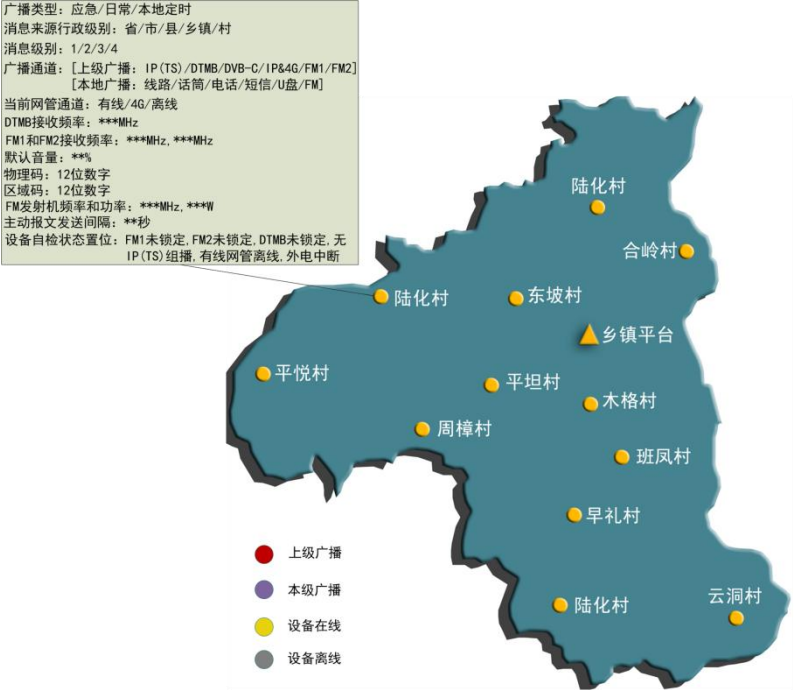 广播类型：应急/日常/本地定时
消息来源行政级别：省/市/县/乡镇/村
消息级别：1/2/3/4
广播通道：[上级广播：IP(TS)/DTMB/DVB-C/IP&4G/FM1/FM2]
[本地广播：线路/话筒/电话/短信/U盘/FM]
当前网管通道：有线/4G/离线
DTMB接收频率：***MHz
FM1和FM2接收频率：***MHz,***MHz
默认音量：**%
物理码：12位数字
区域码：12位数字
FM发射机频率和功率：***MHz,***W
主动报文发送间隔：**秒
设备自检状态置位：FM1未锁定,FM2未锁定,DTMB未锁定,无
IP(TS)组播,有线网管离线,外电中断
陆化村
合岭村
陆化村
东坡村
乡镇平台
平悦村
平坦村
木格村
周樟村
班凤村
早礼村
陆化村
云洞村
上级广播
本级广播
设备在线
设备离线